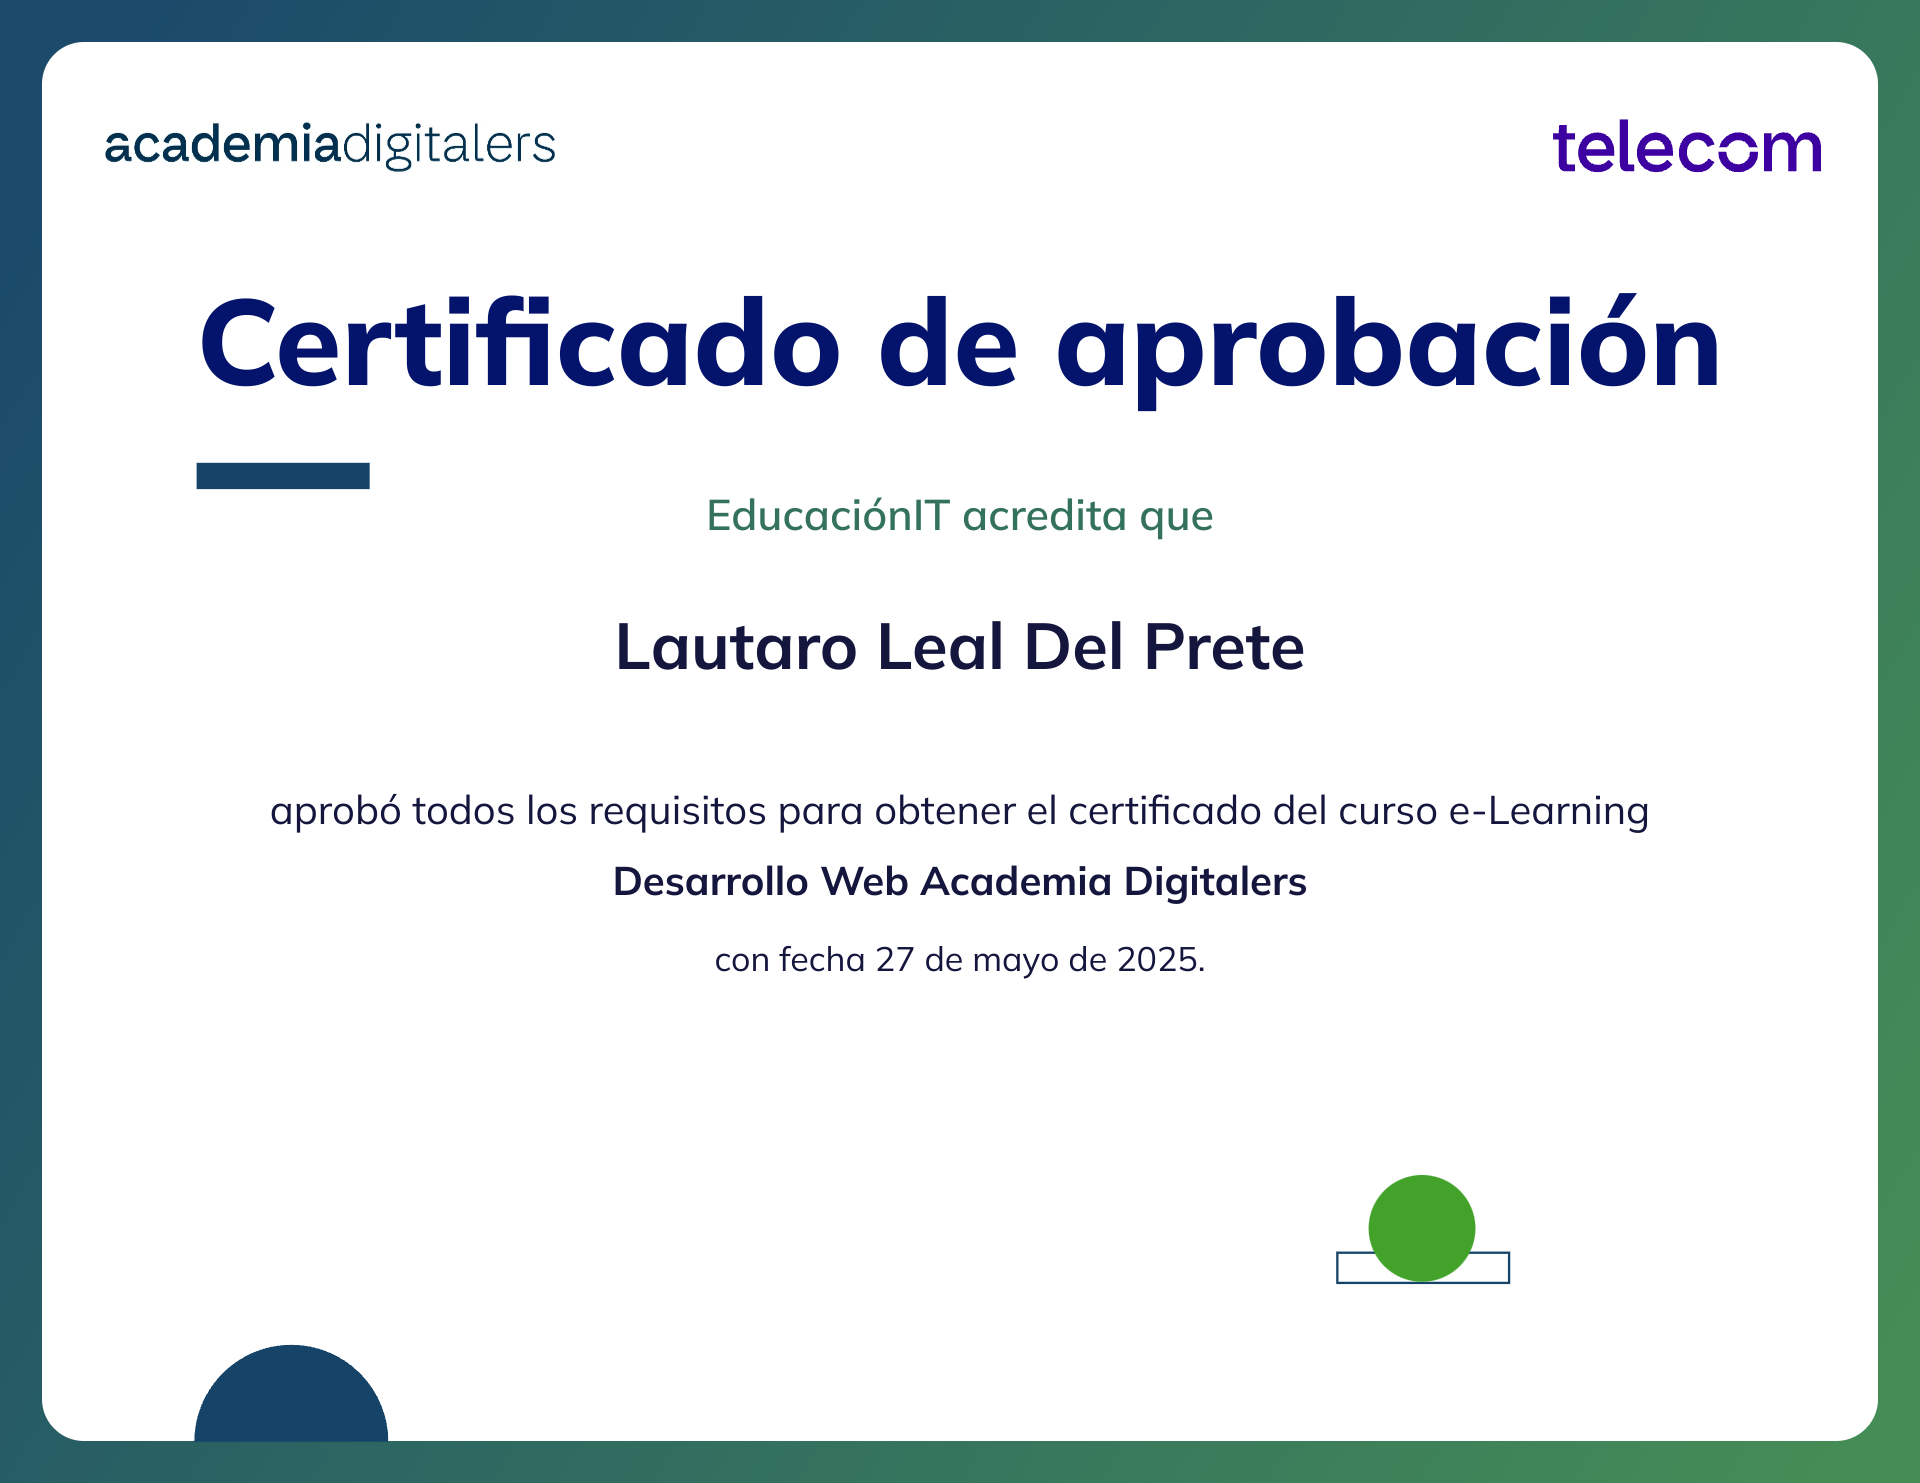 academiadigitalers
telecom
Certificado de aprobación
EducaciónIT acredita que
Lautaro Leal Del Prete
aprobó todos los requisitos para obtener el certificado del curso e-Learning
Desarrollo Web Academia Digitalers
con fecha 27 de mayo de 2025.